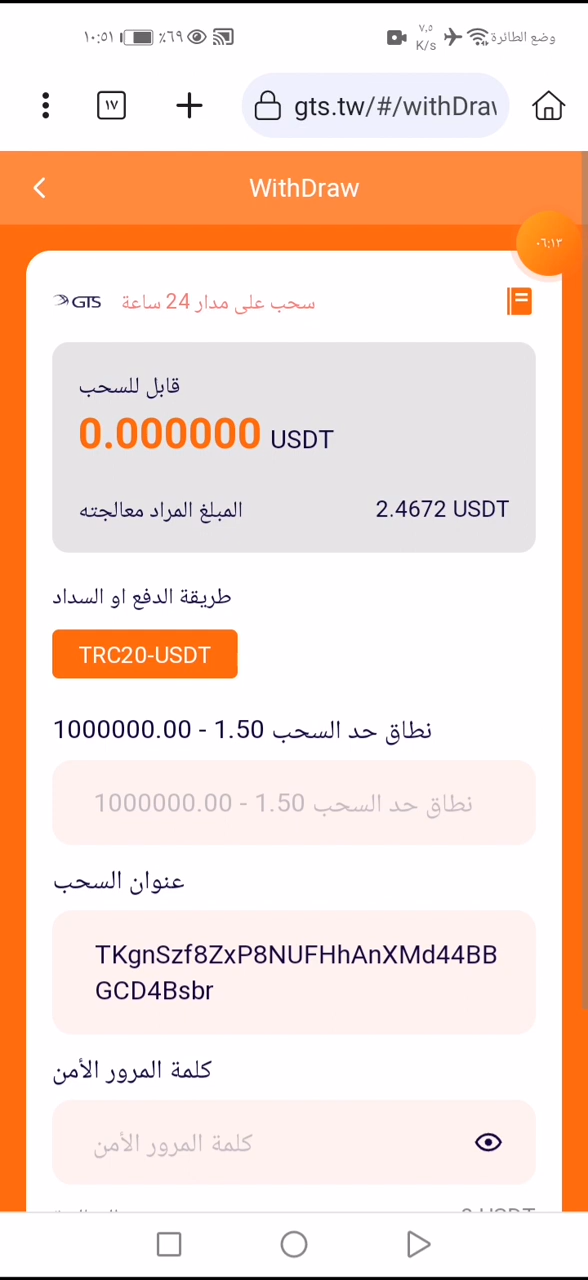 ١٠:٥١ ٪٦٩ ٧,٥ K/s وضع الطائرة
١٧ gts.tw/#/withDraw
WithDraw
٠٦:١٣
GTS سحب على مدار 24 ساعة
قابل للسحب
0.000000 USDT
المبلغ المراد معالجته 2.4672 USDT
طريقة الدفع او السداد
TRC20-USDT
نطاق حد السحب 1.50 - 1000000.00
نطاق حد السحب 1.50 - 1000000.00
عنوان السحب
TKgnSzf8ZxP8NUFHhAnXMd44BB
GCD4Bsbr
كلمة المرور الأمن
كلمة المرور الأمن